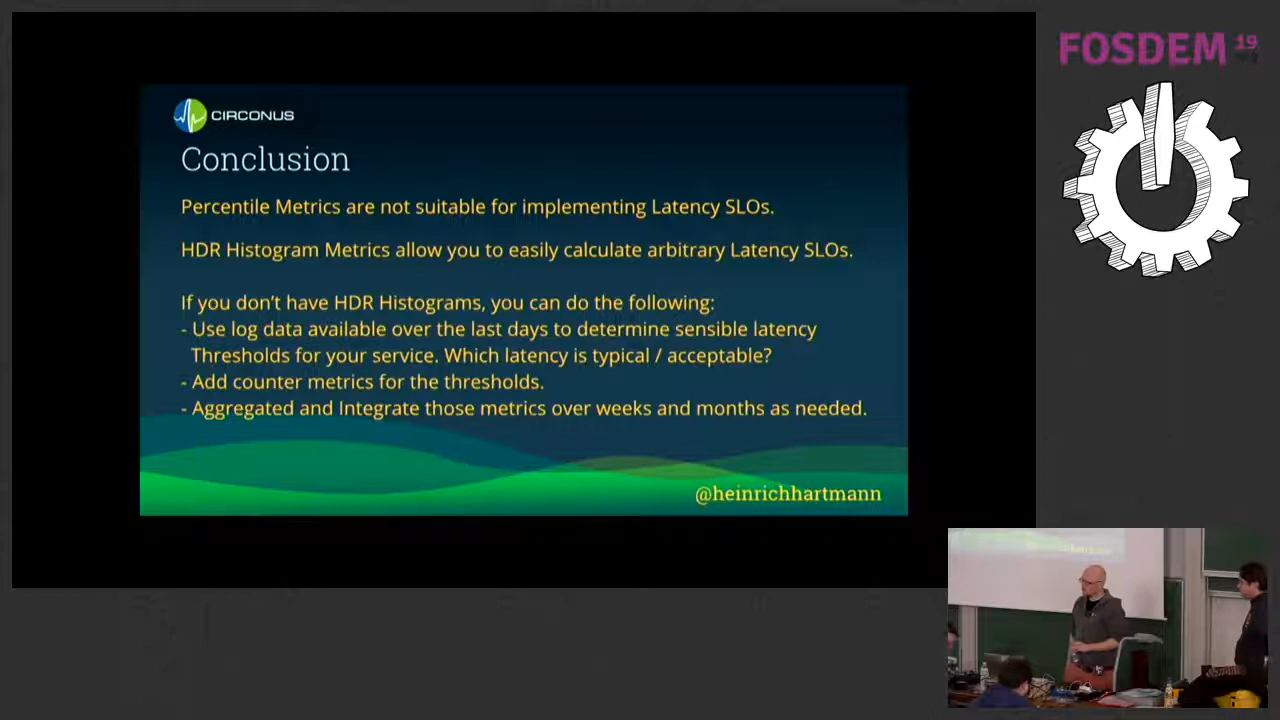 FOSDEM 19
CIRCONUS
Conclusion
Percentile Metrics are not suitable for implementing Latency SLOs.
HDR Histogram Metrics allow you to easily calculate arbitrary Latency SLOs.
If you don't have HDR Histograms, you can do the following:
- Use log data available over the last days to determine sensible latency
Thresholds for your service. Which latency is typical / acceptable?
- Add counter metrics for the thresholds.
- Aggregated and Integrate those metrics over weeks and months as needed.
@heinrichhartmann